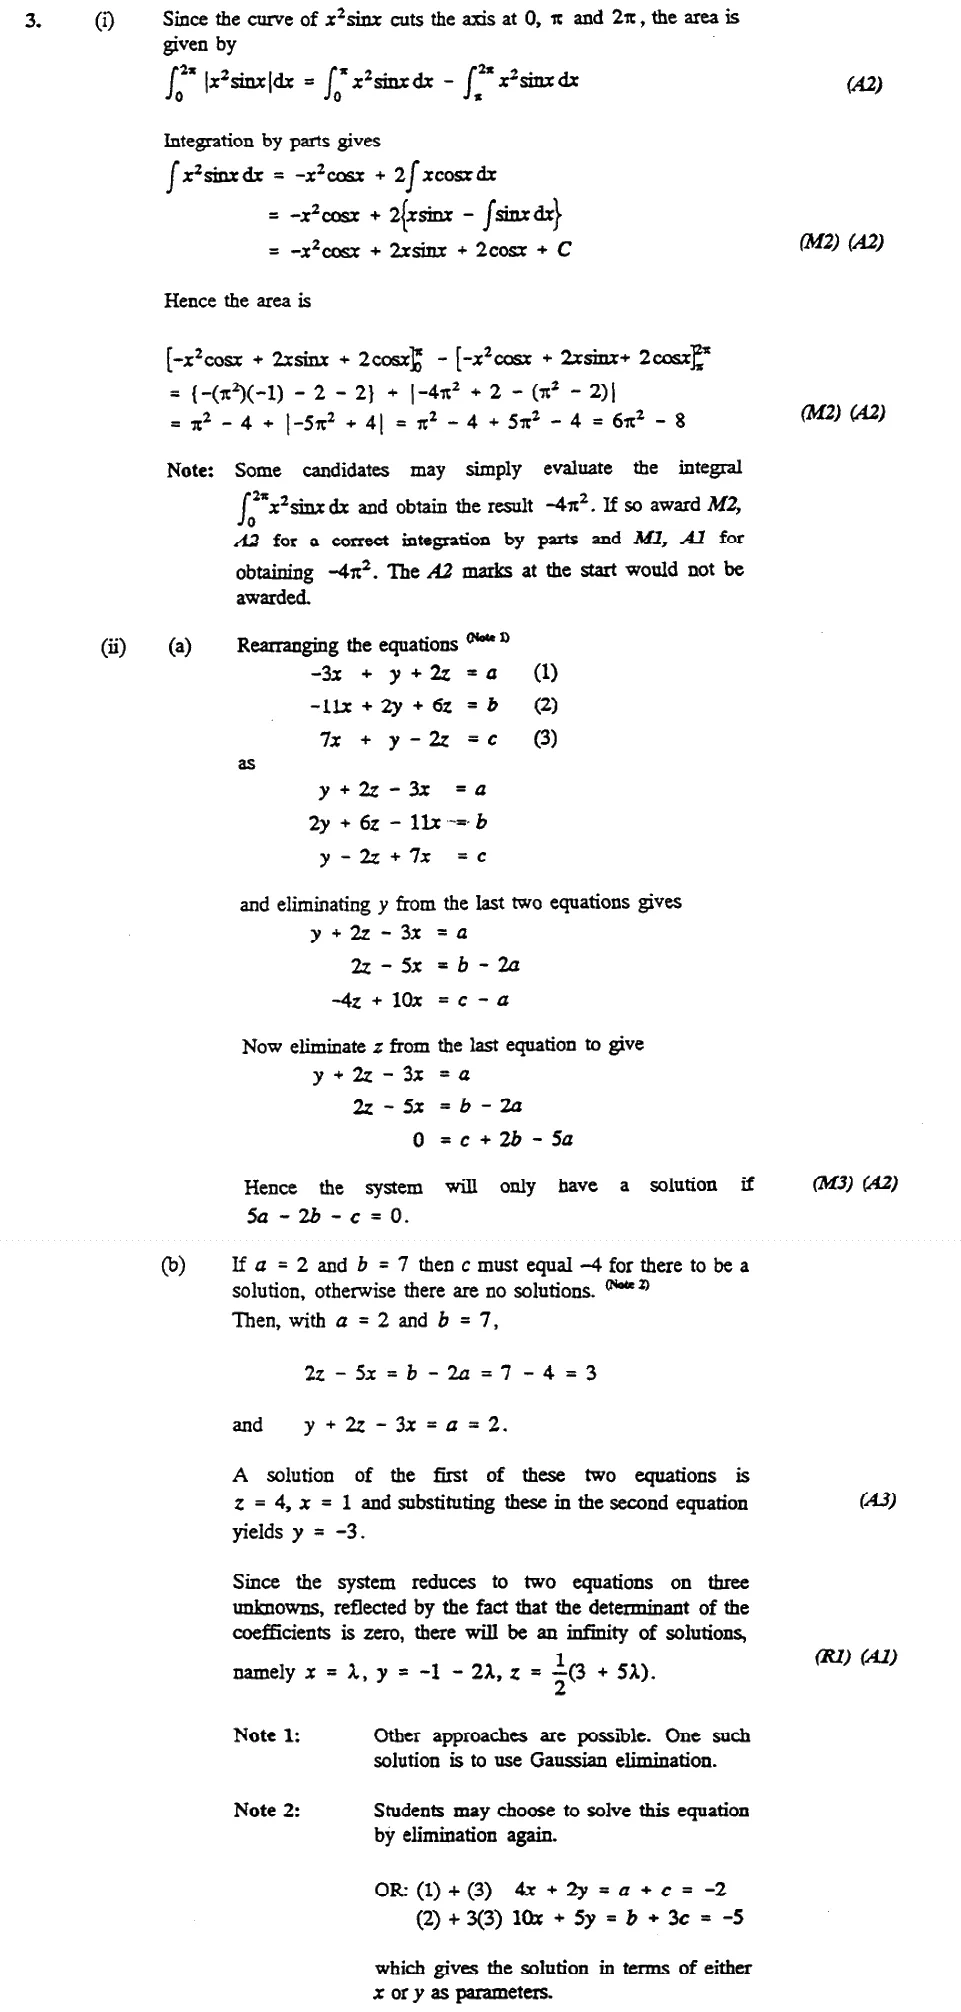 3. (i) Since the curve of x²sinx cuts the axis at 0, π and 2π, the area is
given by
∫₀^{2π} |x²sinx|dx = ∫₀^{π} x²sinx dx − ∫_{π}^{2π} x²sinx dx (A2)
Integration by parts gives
∫x²sinx dx = −x²cosx + 2∫xcosx dx
= −x²cosx + 2{xsinx − ∫sinx dx}
= −x²cosx + 2xsinx + 2cosx + C (M2) (A2)
Hence the area is
[−x²cosx + 2xsinx + 2cosx]₀^{π} − [−x²cosx + 2xsinx + 2cosx]_{π}^{2π}
= {−(π²)(−1) − 2 − 2} + |−4π² + 2 − (π² − 2)|
= π² − 4 + |−5π² + 4| = π² − 4 + 5π² − 4 = 6π² − 8 (M2) (A2)
Note: Some candidates may simply evaluate the integral
∫₀^{2π} x²sinx dx and obtain the result −4π². If so award M2,
A2 for a correct integration by parts and M1, A1 for
obtaining −4π². The A2 marks at the start would not be
awarded.
(ii) (a) Rearranging the equations (Note 1)
−3x + y + 2z = a (1)
−11x + 2y + 6z = b (2)
7x + y − 2z = c (3)
as
y + 2z − 3x = a
2y + 6z − 11x = b
y − 2z + 7x = c
and eliminating y from the last two equations gives
y + 2z − 3x = a
2z − 5x = b − 2a
−4z + 10x = c − a
Now eliminate z from the last equation to give
y + 2z − 3x = a
2z − 5x = b − 2a
0 = c + 2b − 5a
Hence the system will only have a solution if (M3) (A2)
5a − 2b − c = 0.
(b) If a = 2 and b = 7 then c must equal −4 for there to be a
solution, otherwise there are no solutions. (Note 2)
Then, with a = 2 and b = 7,
2z − 5x = b − 2a = 7 − 4 = 3
and y + 2z − 3x = a = 2.
A solution of the first of these two equations is
z = 4, x = 1 and substituting these in the second equation (A3)
yields y = −3.
Since the system reduces to two equations on three
unknowns, reflected by the fact that the determinant of the
coefficients is zero, there will be an infinity of solutions,
namely x = λ, y = −1 − 2λ, z = 1/2(3 + 5λ). (R1) (A1)
Note 1: Other approaches are possible. One such
solution is to use Gaussian elimination.
Note 2: Students may choose to solve this equation
by elimination again.
OR: (1) + (3) 4x + 2y = a + c = −2
(2) + 3(3) 10x + 5y = b + 3c = −5
which gives the solution in terms of either
x or y as parameters.